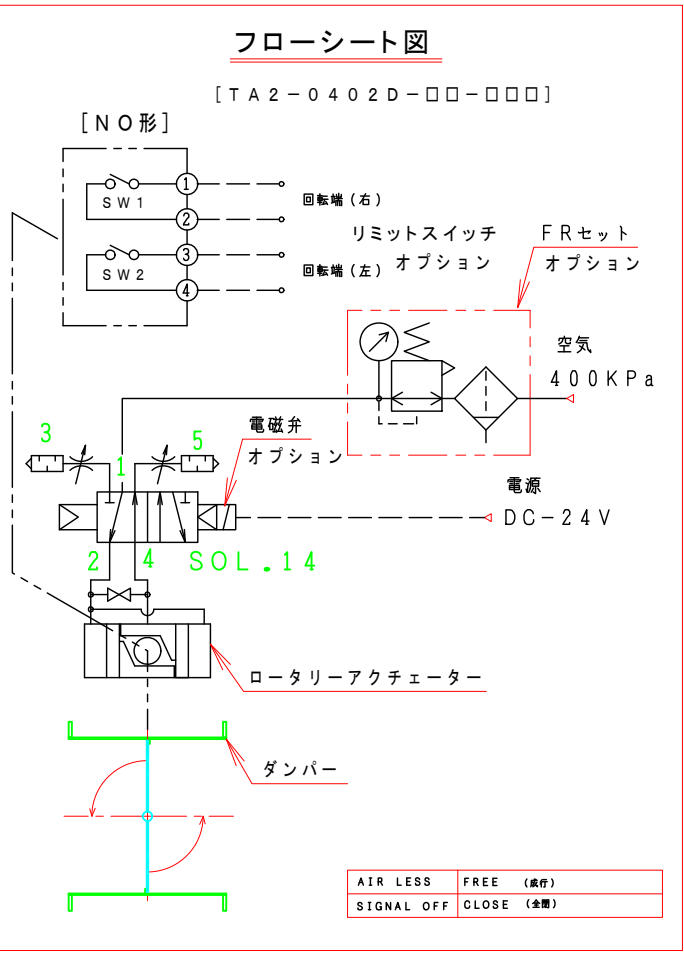 フローシート図
[TA2-0402D-□□-□□□]
[NO形]
1
SW1
2
回転端(右)
3
SW2
4
回転端(左)
リミットスイッチ
オプション
FRセット
オプション
空気
400KPa
3
1
5
電磁弁
オプション
電源
DC-24V
2
4
SOL.14
ロータリーアクチェーター
ダンパー
AIR LESS FREE (成行)
SIGNAL OFF CLOSE (全閉)